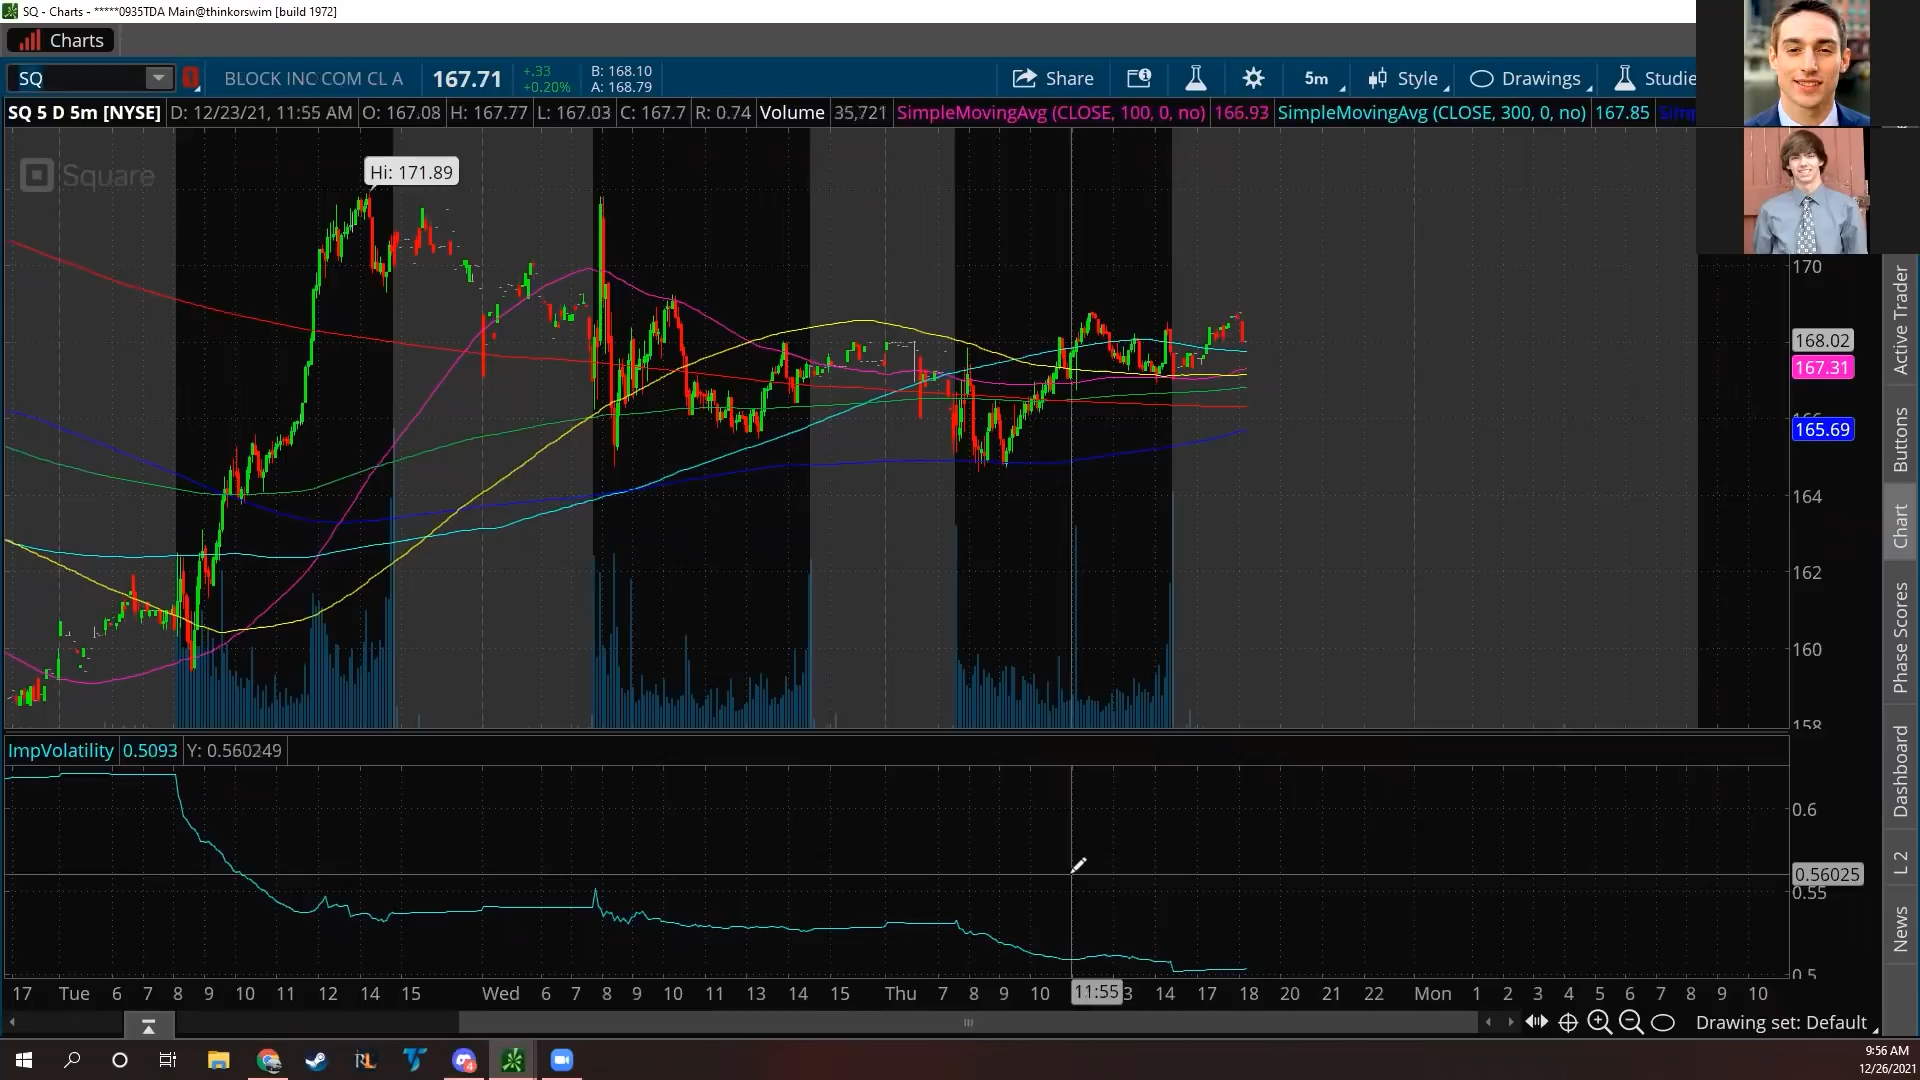 SQ - Charts - *****0935TDA Main@thinkorswim [build 1972]
Charts
SQ
BLOCK INC COM CL A
167.71
+.33
+0.20%
B: 168.10
A: 168.79
Share
5m
Style
Drawings
Studie
SQ 5 D 5m [NYSE]
D: 12/23/21, 11:55 AM
O: 167.08
H: 167.77
L: 167.03
C: 167.7
R: 0.74
Volume
35,721
SimpleMovingAvg (CLOSE, 100, 0, no)
166.93
SimpleMovingAvg (CLOSE, 300, 0, no)
167.85
Square
Hi: 171.89
170
168.02
167.31
165.69
164
162
160
158
Active Trader
Buttons
Chart
Phase Scores
Dashboard
L 2
News
ImpVolatility
0.5093
Y: 0.560249
0.6
0.56025
0.55
0.5
17 Tue 6 7 8 9 10 11 12 14 15 Wed 6 7 8 9 10 11 12 14 15 Thu 7 8 9 10 11:55 3 14 17 18 20 21 22 Mon 1 2 3 4 5 6 7 8 9 10
Drawing set: Default
9:56 AM
12/26/2021